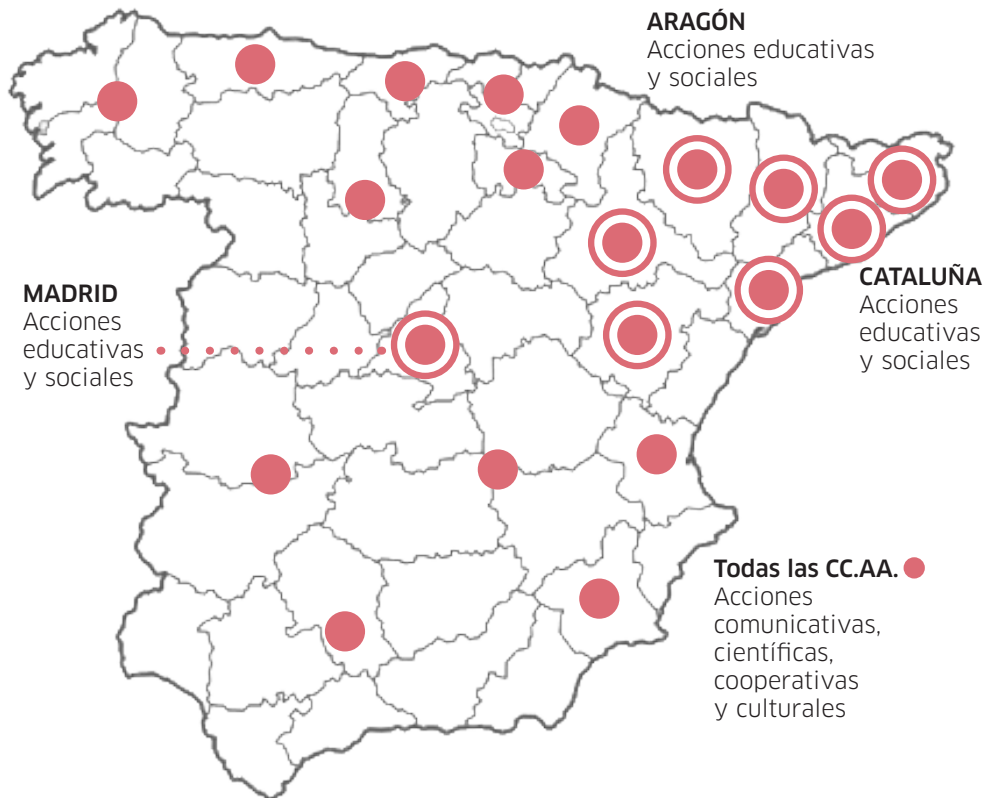 ARAGÓN
Acciones educativas
y sociales
MADRID
Acciones
educativas
y sociales
CATALUÑA
Acciones
educativas
y sociales
Todas las CC.AA.
Acciones
comunicativas,
científicas,
cooperativas
y culturales